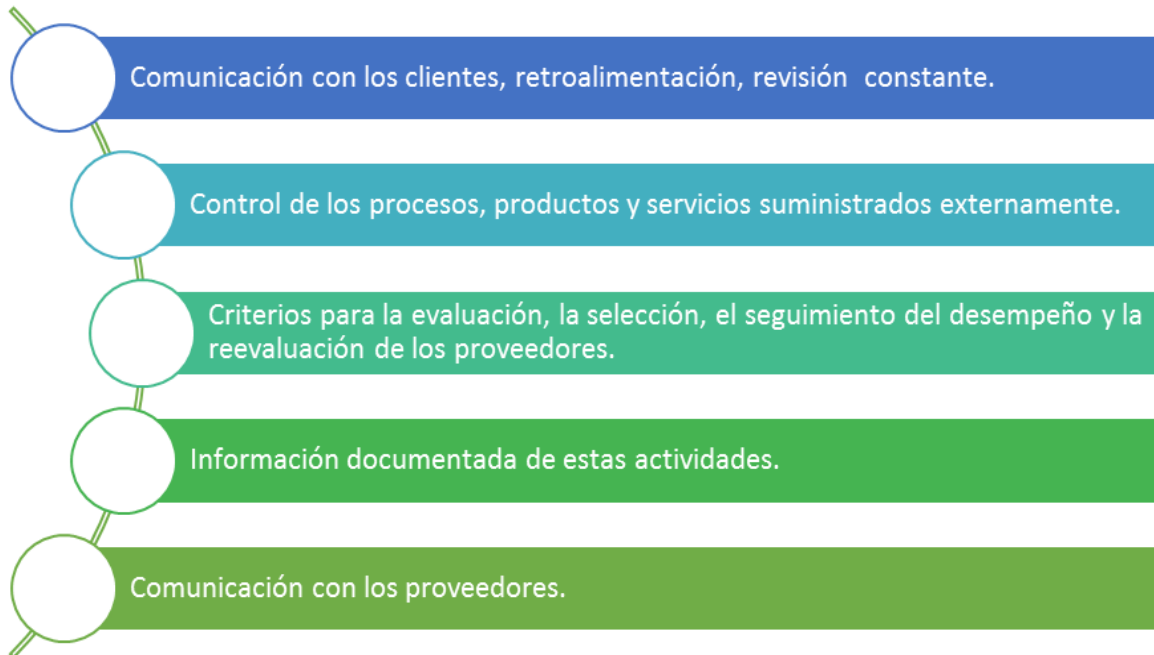 Comunicación con los clientes, retroalimentación, revisión constante.
Control de los procesos, productos y servicios suministrados externamente.
Criterios para la evaluación, la selección, el seguimiento del desempeño y la
reevaluación de los proveedores.
Información documentada de estas actividades.
Comunicación con los proveedores.